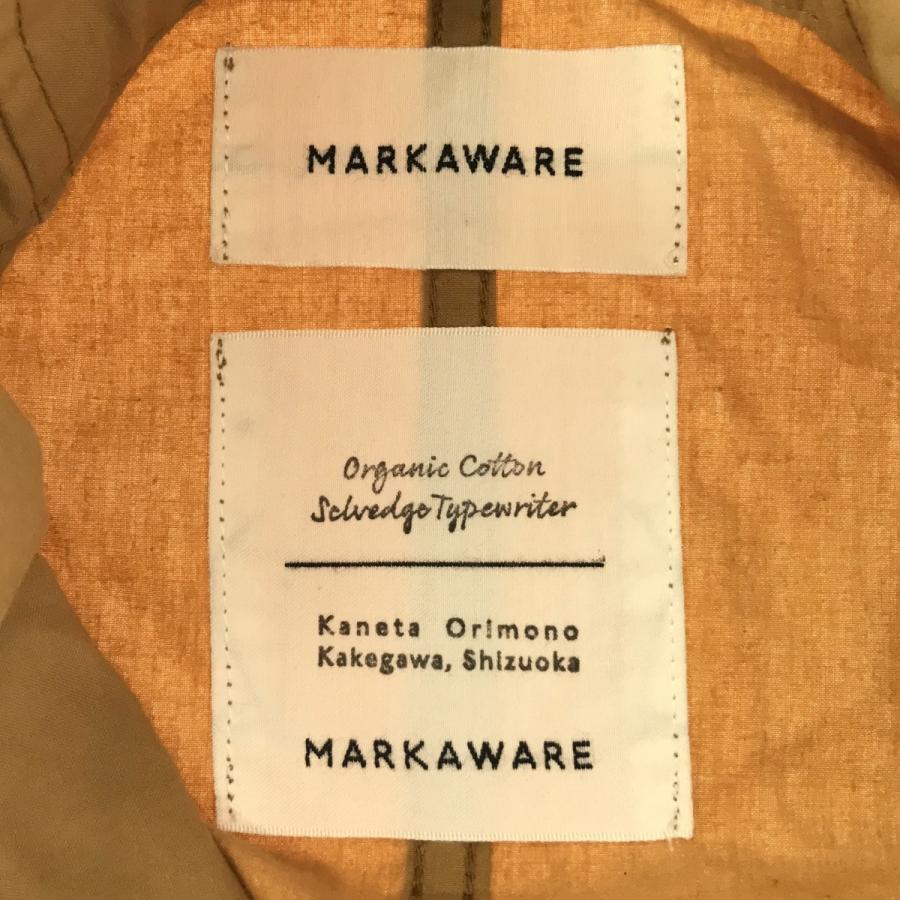 MARKAWARE
Organic Cotton
Selvedge Typewriter
Kaneta Orimono
Kakegawa, Shizuoka
MARKAWARE